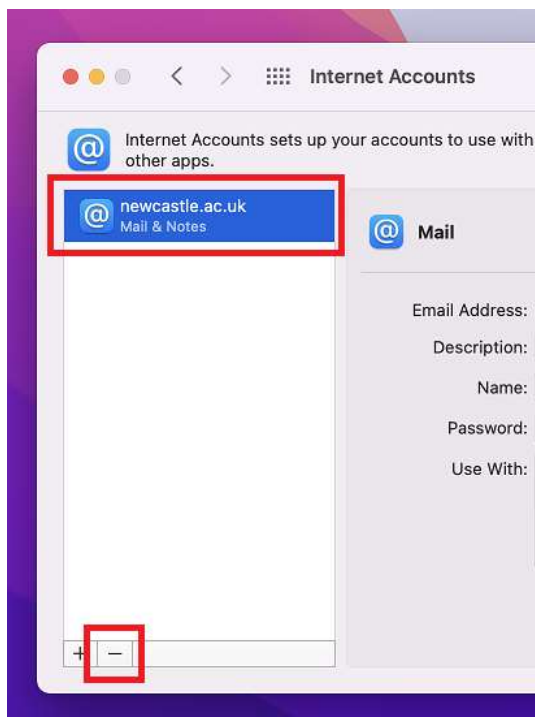 Internet Accounts
Internet Accounts sets up your accounts to use with
other apps.
newcastle.ac.uk
Mail & Notes
Mail
Email Address:
Description:
Name:
Password:
Use With:
+ −